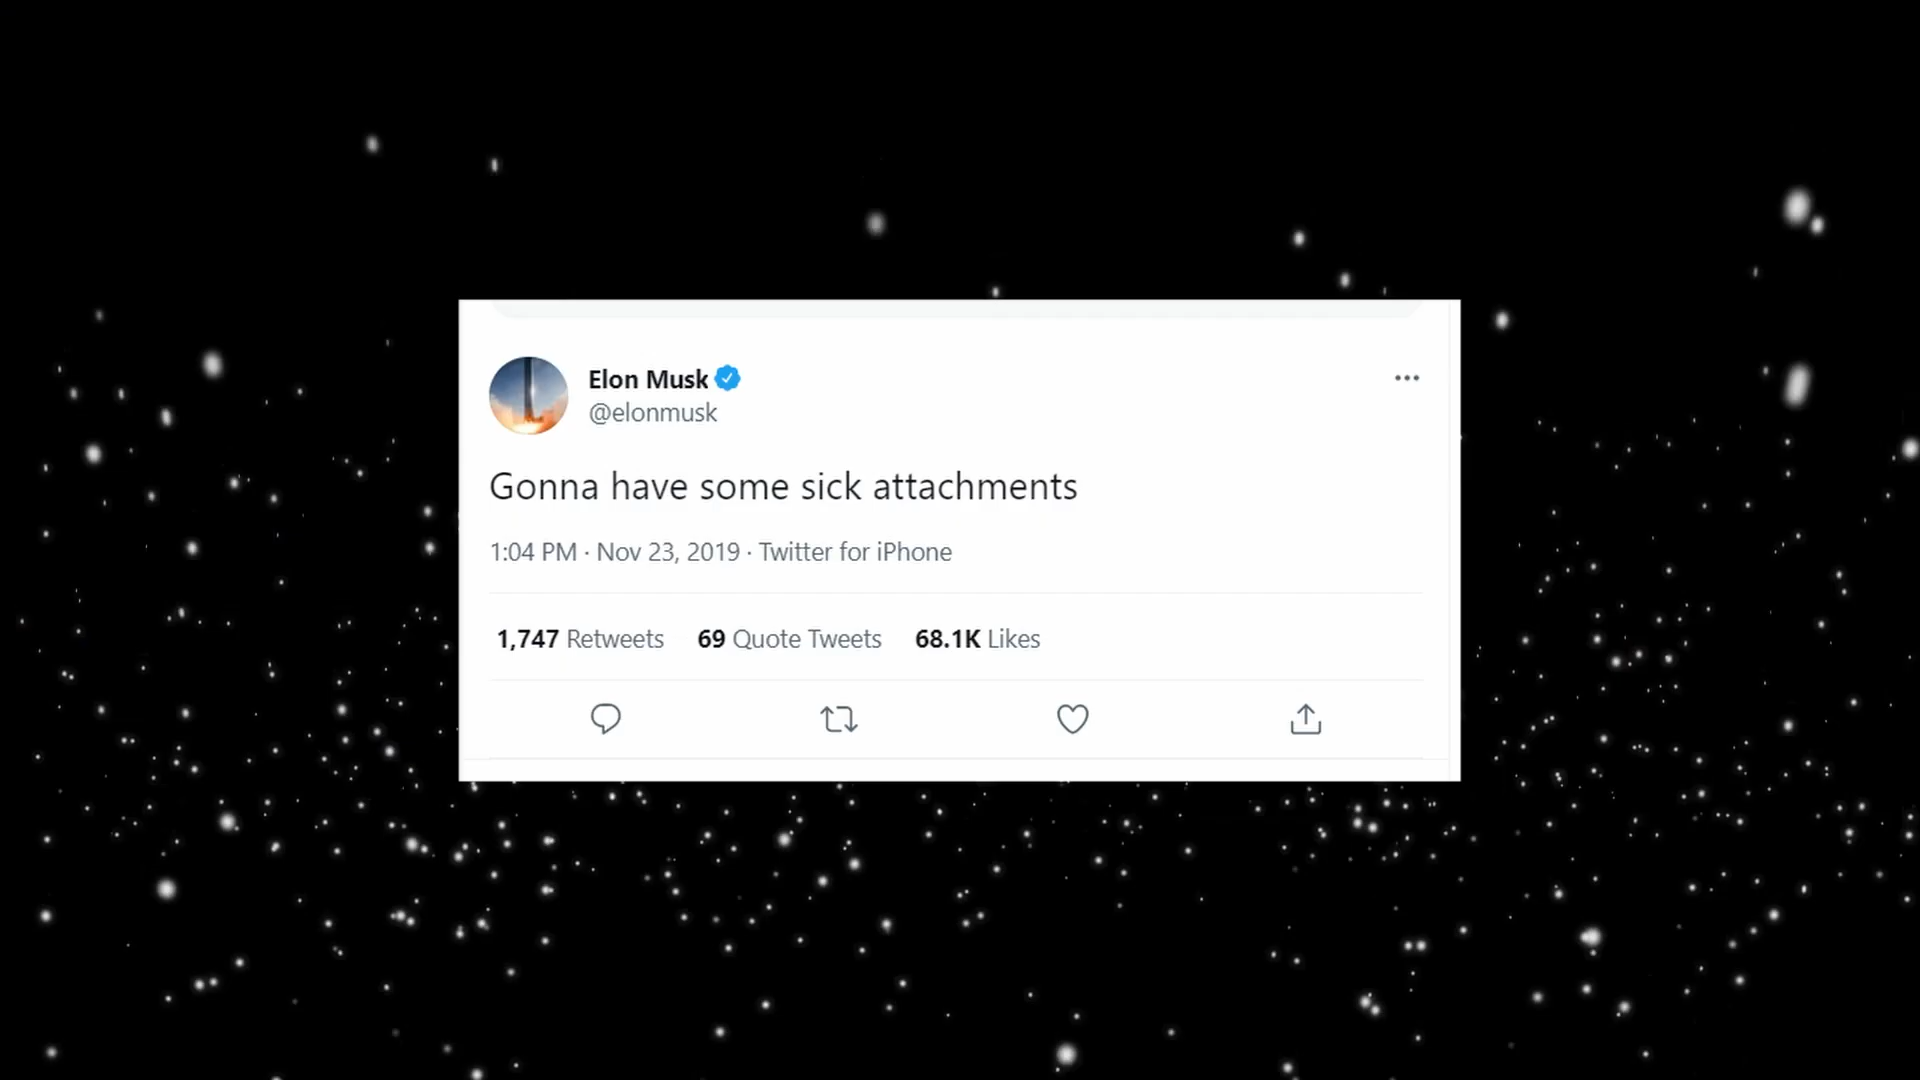 Elon Musk
@elonmusk
Gonna have some sick attachments
1:04 PM · Nov 23, 2019 · Twitter for iPhone
1,747 Retweets 69 Quote Tweets 68.1K Likes